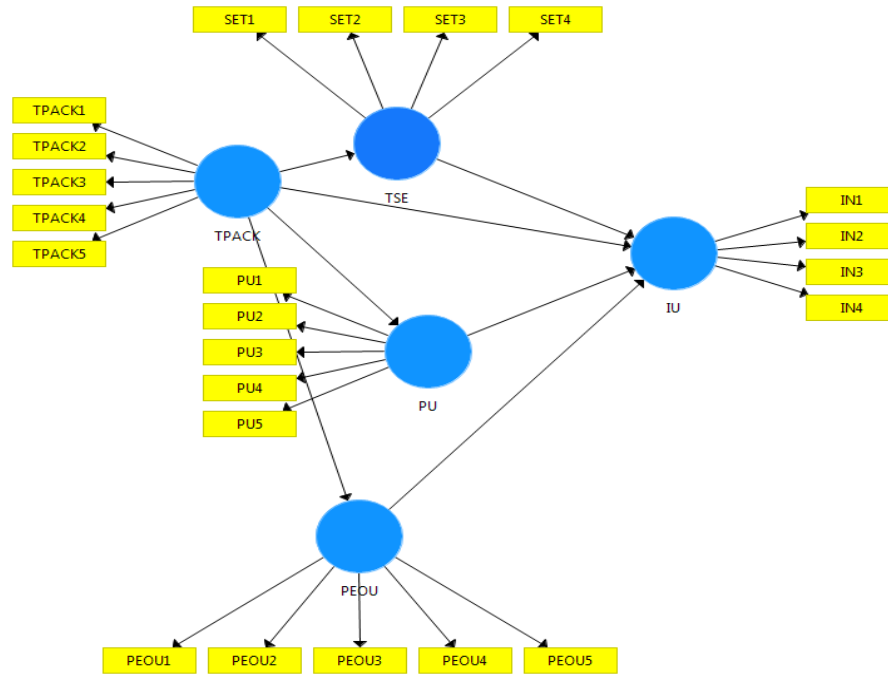 SET1
SET2
SET3
SET4
TPACK1
TPACK2
TPACK3
TPACK4
TPACK5
TPACK
TSE
IN1
IN2
IN3
IN4
IU
PU1
PU2
PU3
PU4
PU5
PU
PEOU
PEOU1
PEOU2
PEOU3
PEOU4
PEOU5